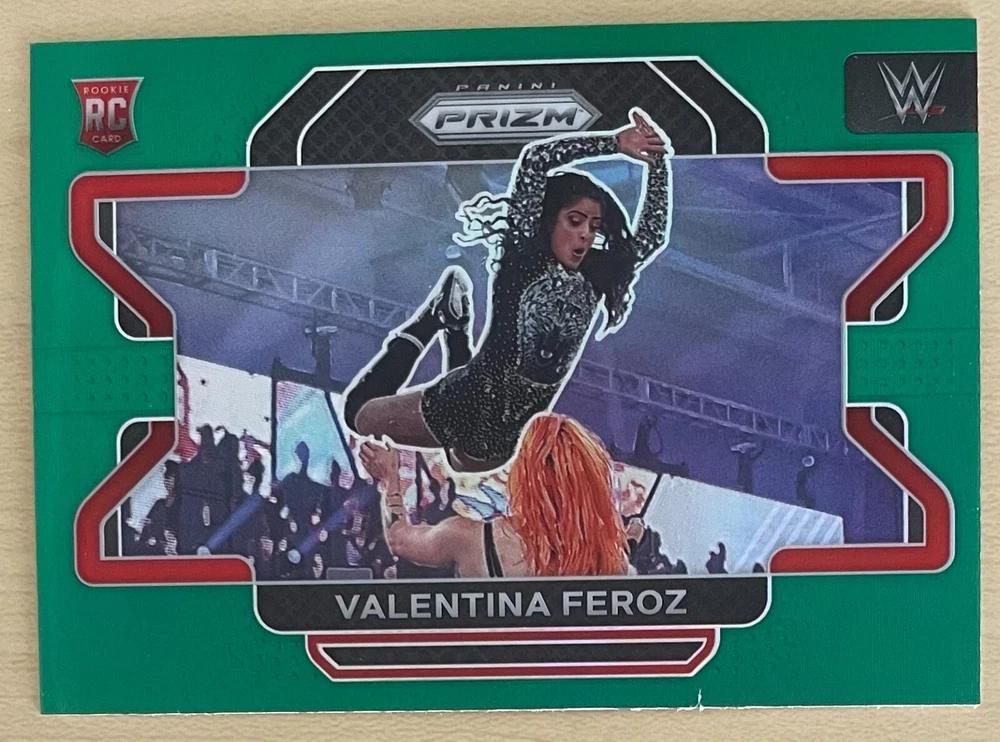 ROOKIE
RC
CARD
PANINI
PRIZM
W
VALENTINA FEROZ